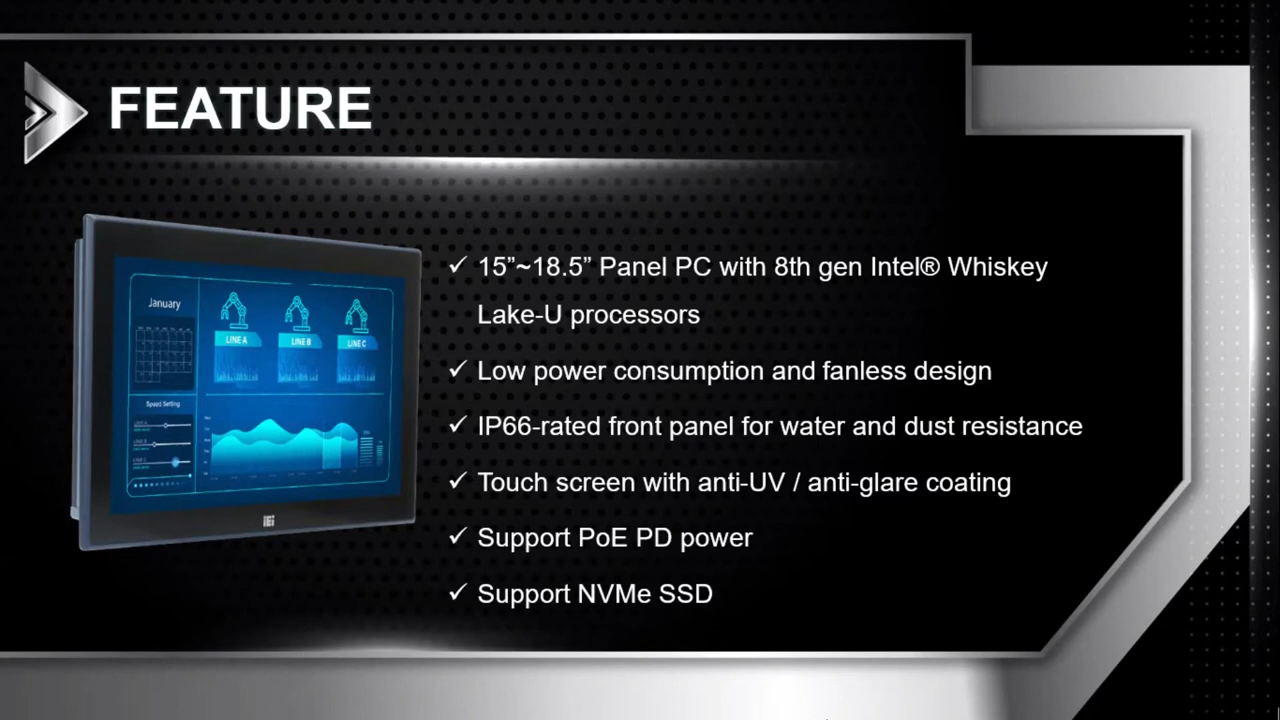 FEATURE
✓ 15”~18.5” Panel PC with 8th gen Intel® Whiskey
Lake-U processors
✓ Low power consumption and fanless design
✓ IP66-rated front panel for water and dust resistance
✓ Touch screen with anti-UV / anti-glare coating
✓ Support PoE PD power
✓ Support NVMe SSD
January
LINE A
LINE B
LINE C
Speed Setting